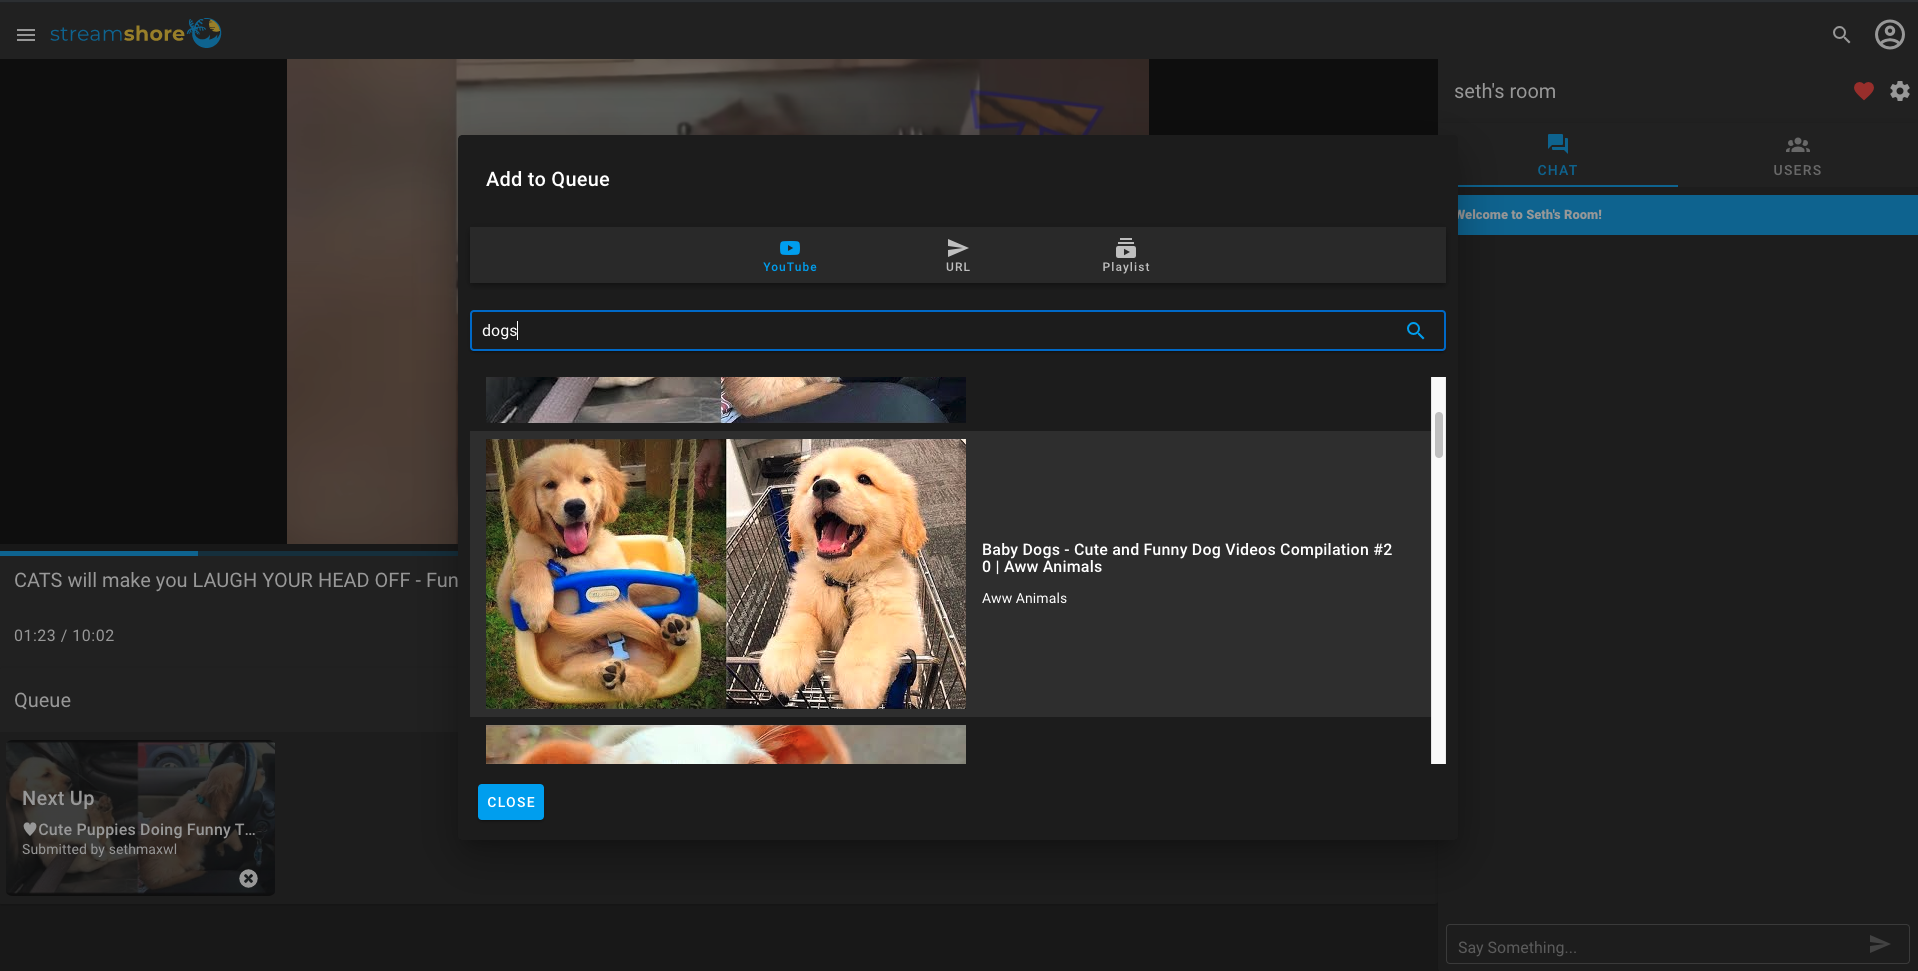 streamshore
seth's room
CHAT
USERS
Welcome to Seth's Room!
Add to Queue
YouTube
URL
Playlist
dogs
Baby Dogs - Cute and Funny Dog Videos Compilation #2
0 | Aww Animals
Aww Animals
CLOSE
CATS will make you LAUGH YOUR HEAD OFF - Fun
01:23 / 10:02
Queue
Next Up
♥Cute Puppies Doing Funny T...
Submitted by sethmaxwl
Say Something...